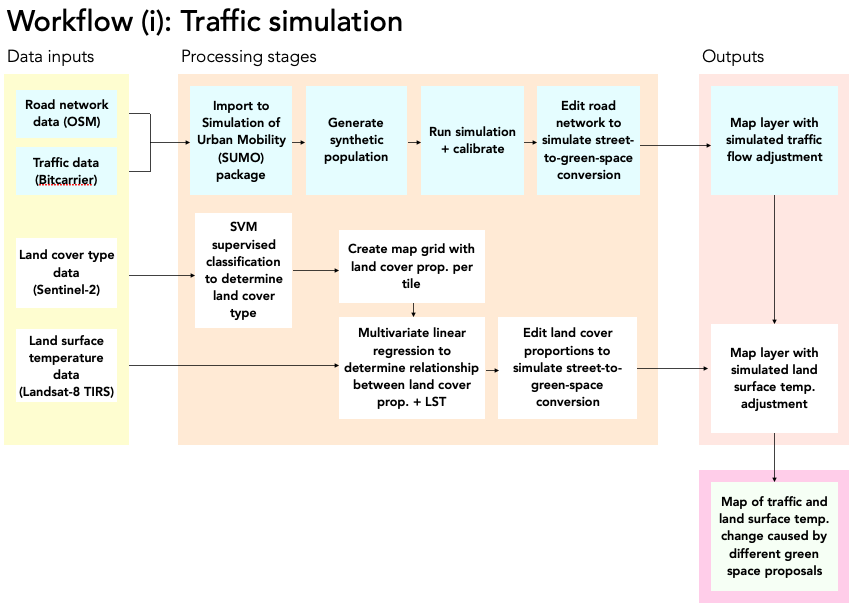 Workflow (i): Traffic simulation
Data inputs
Processing stages
Outputs
Road network
data (OSM)
Traffic data
(Bitcarrier)
Import to
Simulation of
Urban Mobility
(SUMO)
package
Generate
synthetic
population
Run simulation
+ calibrate
Edit road
network to
simulate street-
to-green-space
conversion
Map layer with
simulated traffic
flow adjustment
Land cover type
data
(Sentinel-2)
SVM
supervised
classification
to determine
land cover
type
Create map grid with
land cover prop. per
tile
Land surface
temperature
data
(Landsat-8 TIRS)
Multivariate linear
regression to
determine relationship
between land cover
prop. + LST
Edit land cover
proportions to
simulate street-to-
green-space
conversion
Map layer with
simulated land
surface temp.
adjustment
Map of traffic and
land surface temp.
change caused by
different green
space proposals